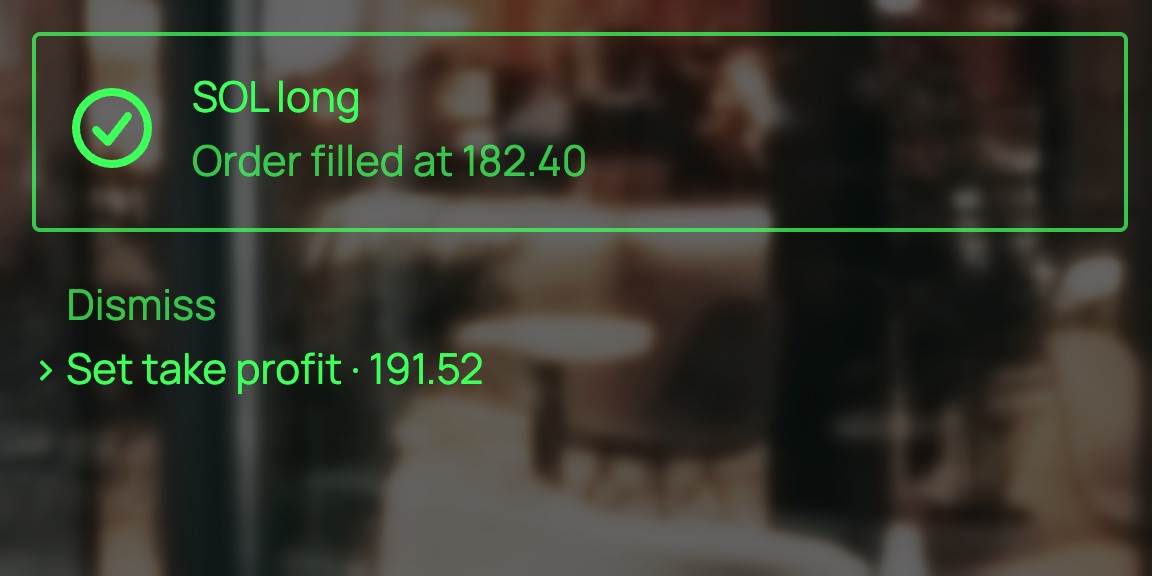 SOL long
Order filled at 182.40
Dismiss
› Set take profit · 191.52